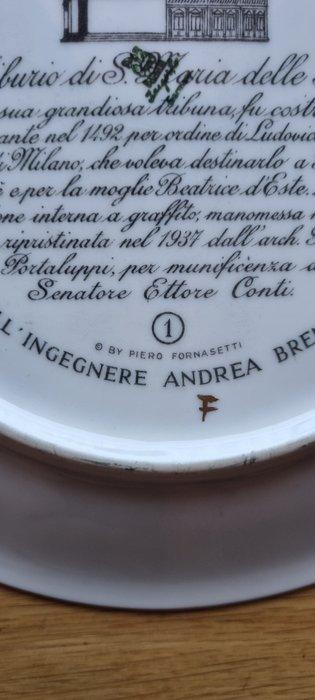 burio di S. Maria delle
sua grandiosa tribuna, fu costr
ante nel 1492 per ordine di Ludovic
i Milano, che voleva destinarlo a
e per la moglie Beatrice d'Este.
one interna a graffito, manomessa
ripristinata nel 1937 dall'arch.
Portaluppi, per munificenza d
Senatore Ettore Conti.
1
© BY PIERO FORNASETTI
LL'INGEGNERE ANDREA BRE
F